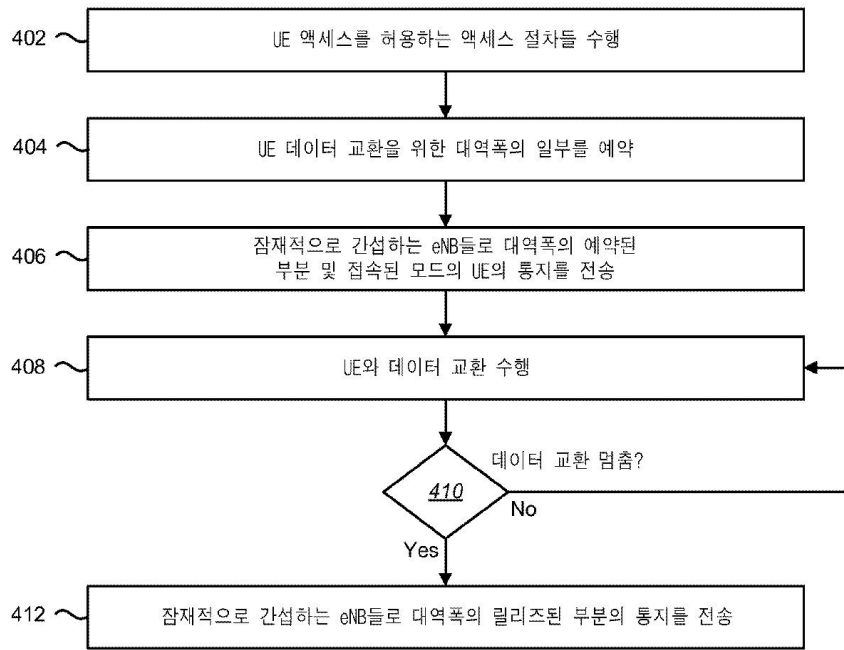 402
UE 액세스를 허용하는 액세스 절차들 수행
404
UE 데이터 교환을 위한 대역폭의 일부를 예약
406
잠재적으로 간섭하는 eNB들로 대역폭의 예약된
부분 및 접속된 모드의 UE의 통지를 전송
408
UE와 데이터 교환 수행
데이터 교환 멈춤?
410
No
Yes
412
잠재적으로 간섭하는 eNB들로 대역폭의 릴리즈된 부분의 통지를 전송